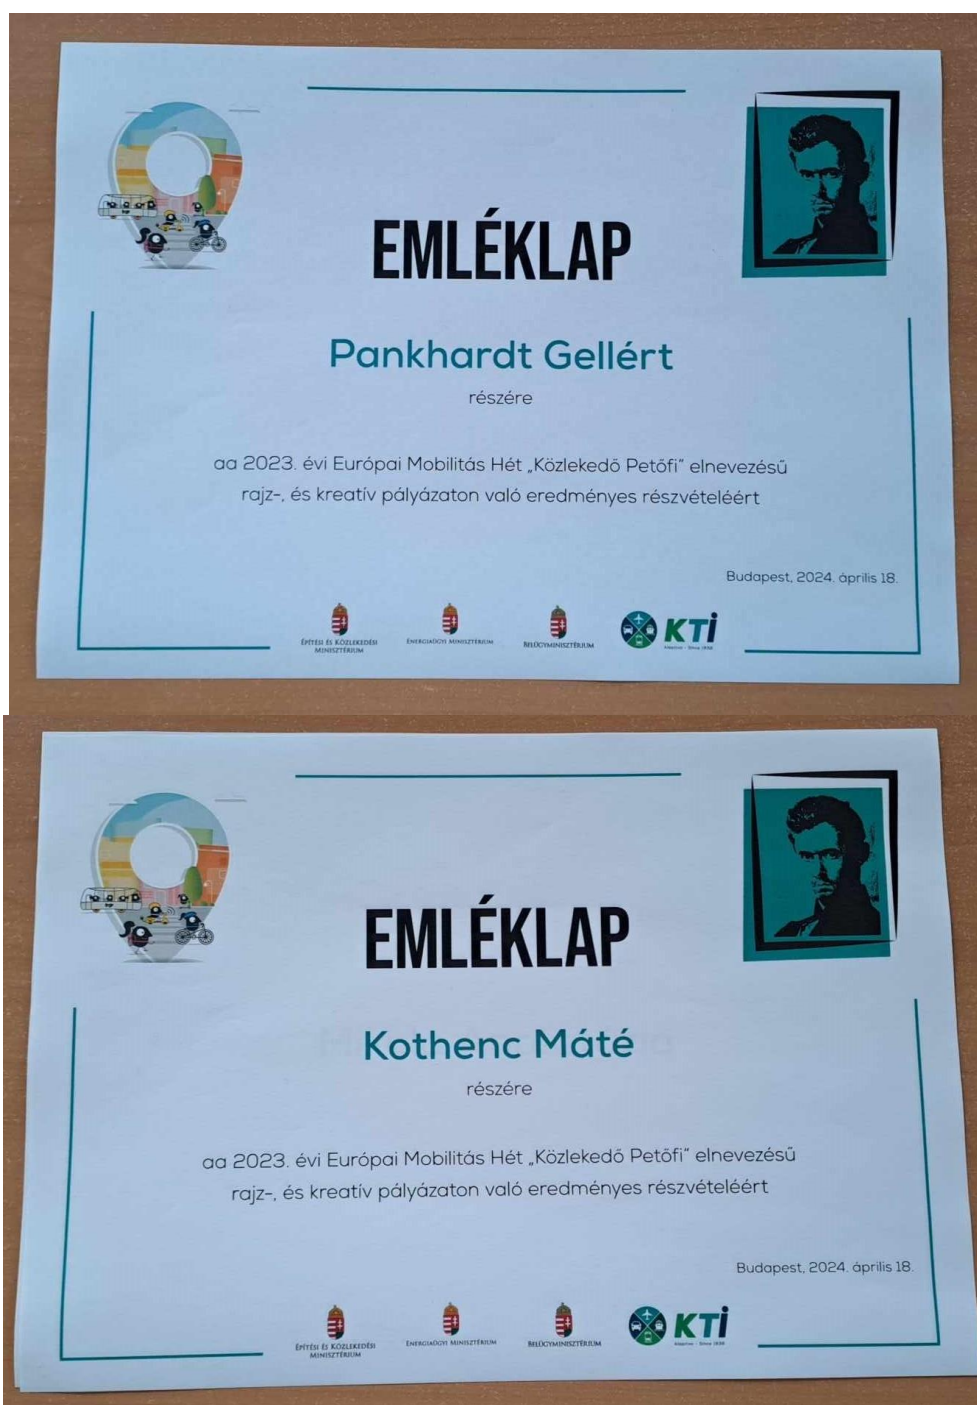 EMLÉKLAP
Pankhardt Gellért
részére
aa 2023. évi Európai Mobilitás Hét „Közlekedő Petőfi” elnevezésű
rajz-, és kreatív pályázaton való eredményes részvételéért
Budapest, 2024. április 18.
ÉPÍTÉSI ÉS KÖZLEKEDÉSI
MINISZTÉRIUM
ENERGIAÜGYI MINISZTÉRIUM
BELÜGYMINISZTÉRIUM
KTI
EMLÉKLAP
Kothenc Máté
részére
aa 2023. évi Európai Mobilitás Hét „Közlekedő Petőfi” elnevezésű
rajz-, és kreatív pályázaton való eredményes részvételéért
Budapest, 2024. április 18.
ÉPÍTÉSI ÉS KÖZLEKEDÉSI
MINISZTÉRIUM
ENERGIAÜGYI MINISZTÉRIUM
BELÜGYMINISZTÉRIUM
KTI